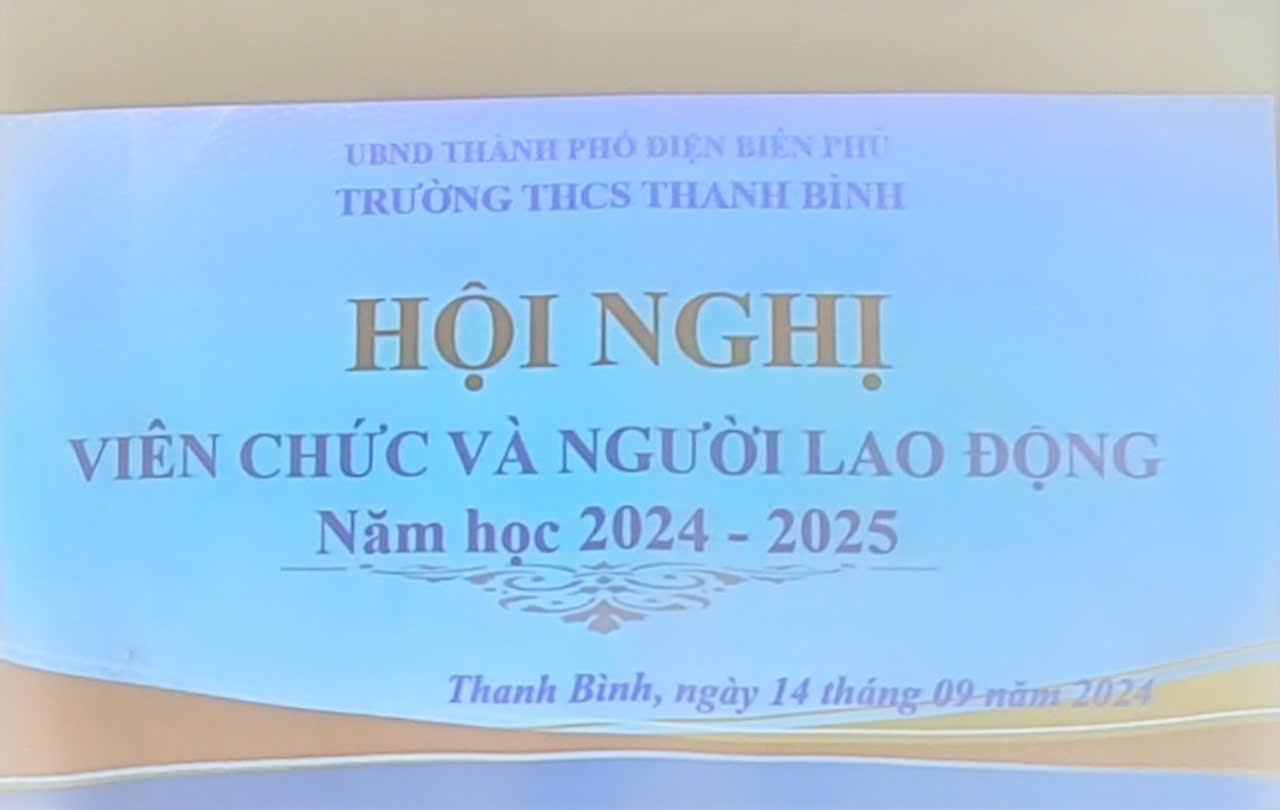 UBND THÀNH PHỐ ĐIỆN BIÊN PHỦ
TRƯỜNG THCS THANH BÌNH
HỘI NGHỊ
VIÊN CHỨC VÀ NGƯỜI LAO ĐỘNG
Năm học 2024 - 2025
Thanh Bình, ngày 14 tháng 09 năm 2024